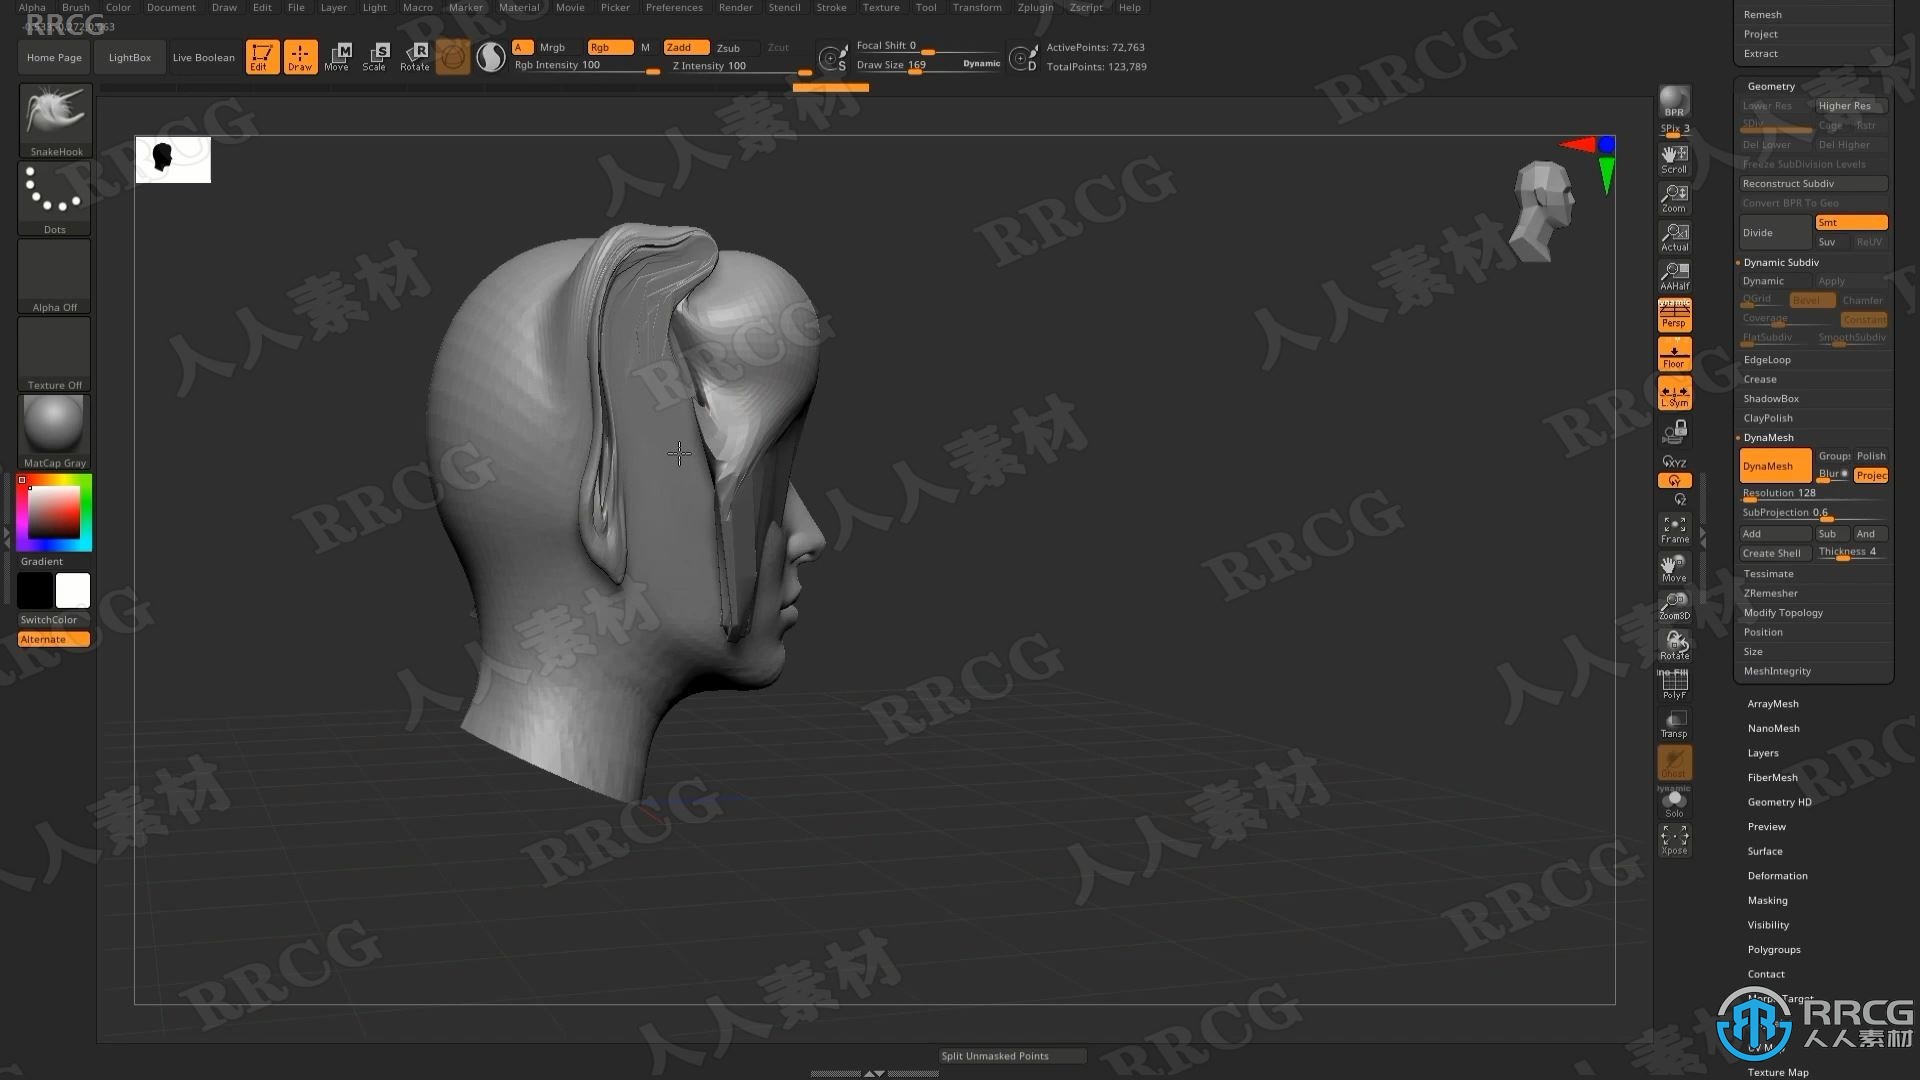 Alpha Brush Color Document Draw Edit File Layer Light Macro Marker Material Movie Picker Preferences Render Stencil Stroke Texture Tool Transform Zplugin Zscript Help
RRCG
Home Page
LightBox
Live Boolean
Edit
Draw
Move
Scale
Rotate
A Mrgb
Rgb M
Zadd Zsub Zcut
Rgb Intensity 100
Z Intensity 100
Focal Shift 0
Draw Size 169
Dynamic
ActivePoints: 72,763
TotalPoints: 123,789
SnakeHook
Dots
Alpha Off
Texture Off
MatCap Gray
Gradient
SwitchColor
Alternate
BPR
SPix 3
Scroll
Zoom
Actual
AAHalf
Persp
Floor
L.Sym
XYZ
Y
Z
Frame
Move
Zoom3D
Rotate
PolyF
Transp
Ghost
Dynamic
Solo
Xpose
Remesh
Project
Extract
Geometry
Lower Res Higher Res
SDiv Cage Rstr
Del Lower Del Higher
Freeze SubDivision Levels
Reconstruct Subdiv
Convert BPR To Geo
Divide
Smt
Suv ReUV
Dynamic Subdiv
Dynamic Apply
QGrid Bevel Chamfer
Coverage Constant
FlatSubdiv SmoothSubdiv
EdgeLoop
Crease
ShadowBox
ClayPolish
DynaMesh
DynaMesh
Groups Polish
Blur Projec
Resolution 128
SubProjection 0.6
Add Sub And
Create Shell Thickness 4
Tessimate
ZRemesher
Modify Topology
Position
Size
MeshIntegrity
ArrayMesh
NanoMesh
Layers
FiberMesh
Geometry HD
Preview
Surface
Deformation
Masking
Visibility
Polygroups
Contact
Morph Target
UV Map
Texture Map
Split Unmasked Points
RRCG
人人素材